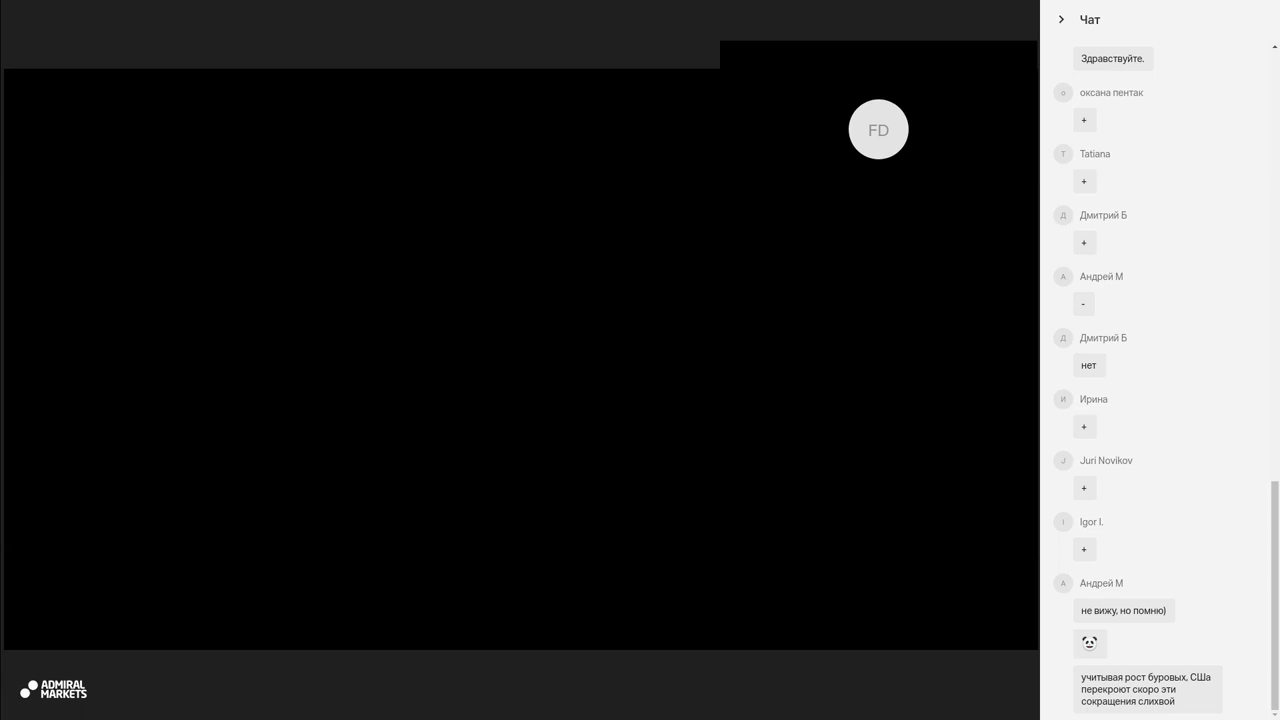 Чат
Здравствуйте.
о оксана пентак
+
T Tatiana
+
Д Дмитрий Б
+
А Андрей М
-
Д Дмитрий Б
нет
И Ирина
+
J Juri Novikov
+
I Igor I.
+
А Андрей М
не вижу, но помню)
учитывая рост буровых, США
перекроют скоро эти
сокращения слихвой
FD
ADMIRAL
MARKETS